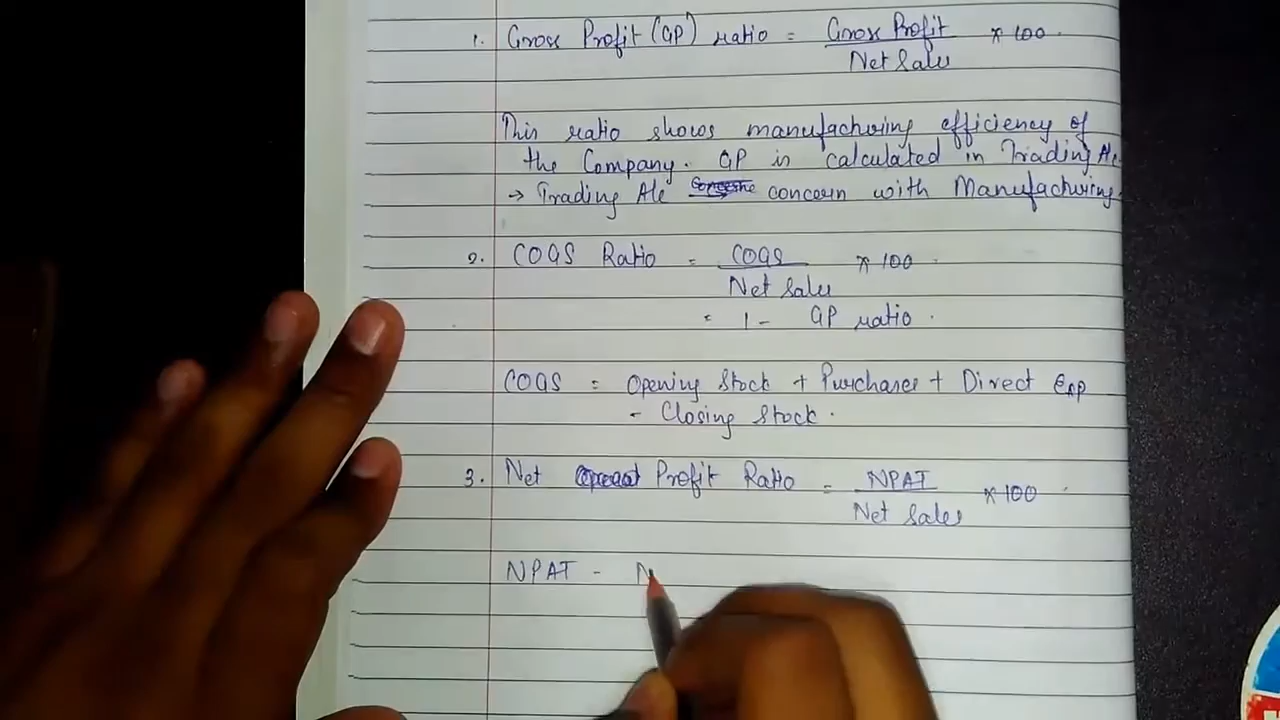 1. Gross Profit (GP) ratio = Gross Profit × 100.
Net Sales
This ratio shows manufacturing efficiency of
the Company. GP is calculated in Trading A/c
→ Trading A/c concern with Manufacturing.
2. COGS Ratio = COGS × 100.
Net Sales
= 1 - GP ratio.
COGS = Opening Stock + Purchases + Direct Exp
- Closing Stock.
3. Net Profit Ratio = NPAT × 100.
Net Sales
NPAT - N